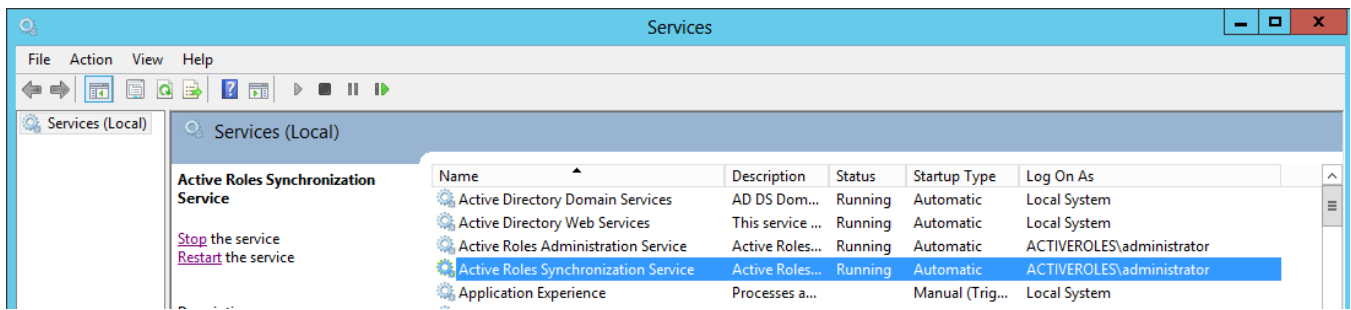 Services
File Action View Help
Services (Local)
Services (Local)
Active Roles Synchronization
Service
Stop the service
Restart the service
Name Description Status Startup Type Log On As
Active Directory Domain Services AD DS Dom... Running Automatic Local System
Active Directory Web Services This service ... Running Automatic Local System
Active Roles Administration Service Active Roles... Running Automatic ACTIVEROLES\administrator
Active Roles Synchronization Service Active Roles... Running Automatic ACTIVEROLES\administrator
Application Experience Processes a... Manual (Trig... Local System